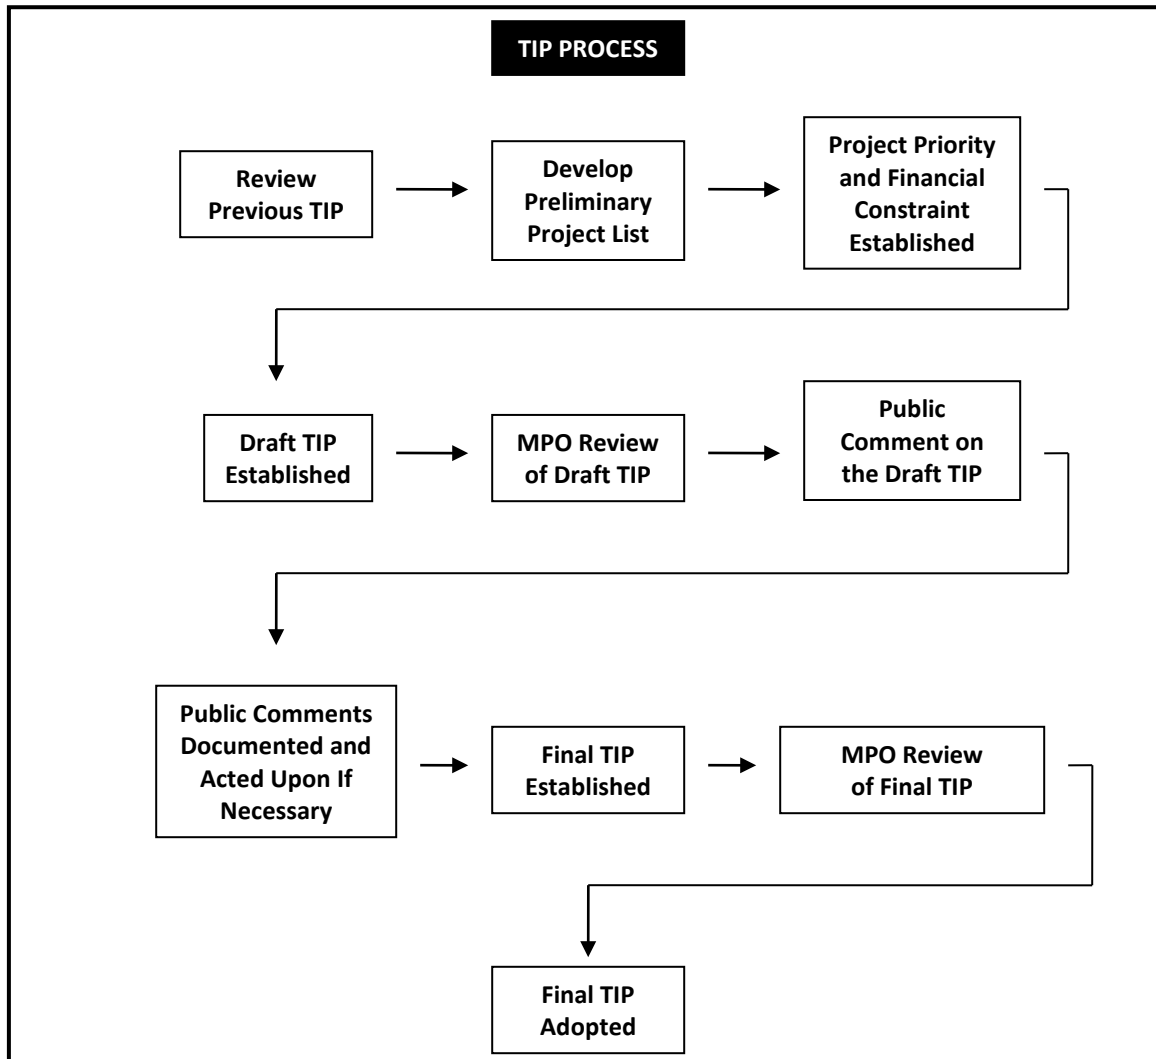 TIP PROCESS
Review
Previous TIP
Develop
Preliminary
Project List
Project Priority
and Financial
Constraint
Established
Draft TIP
Established
MPO Review
of Draft TIP
Public
Comment on
the Draft TIP
Public Comments
Documented and
Acted Upon If
Necessary
Final TIP
Established
MPO Review
of Final TIP
Final TIP
Adopted